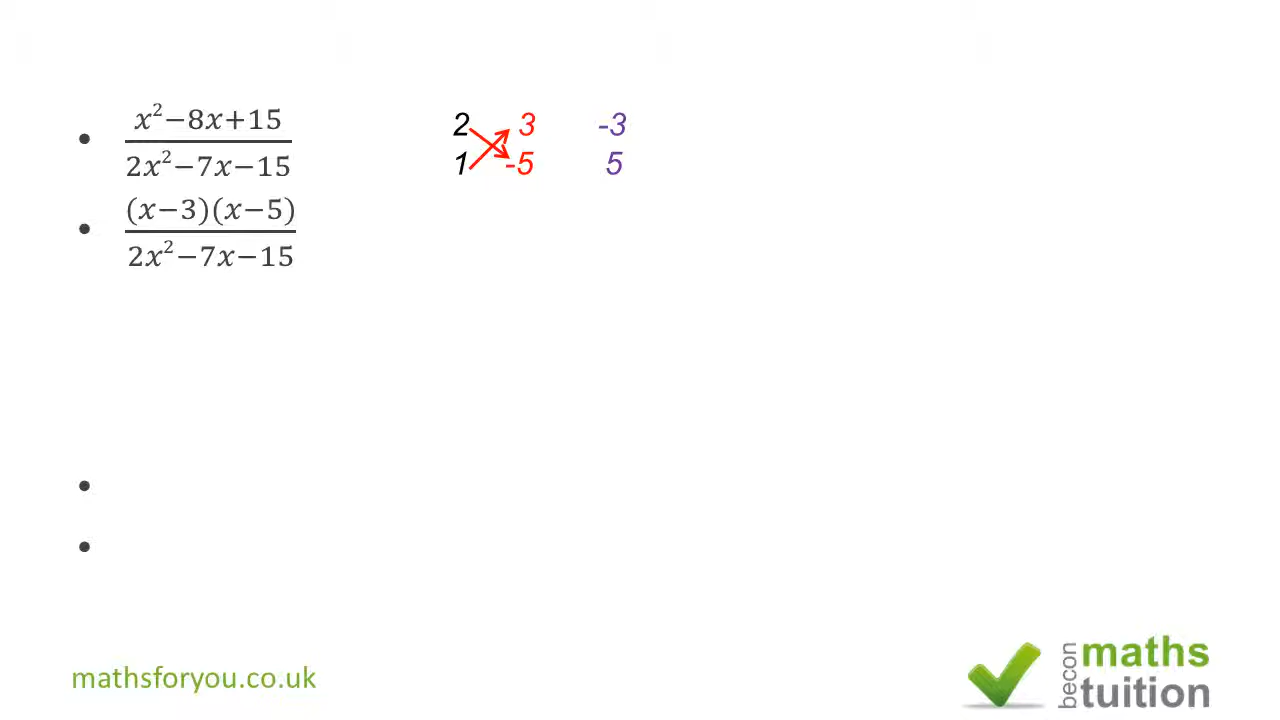 • x²−8x+15 / 2x²−7x−15
2 3 -3
1 -5 5
• (x−3)(x−5) / 2x²−7x−15
•
•
mathsforyou.co.uk
becon maths tuition